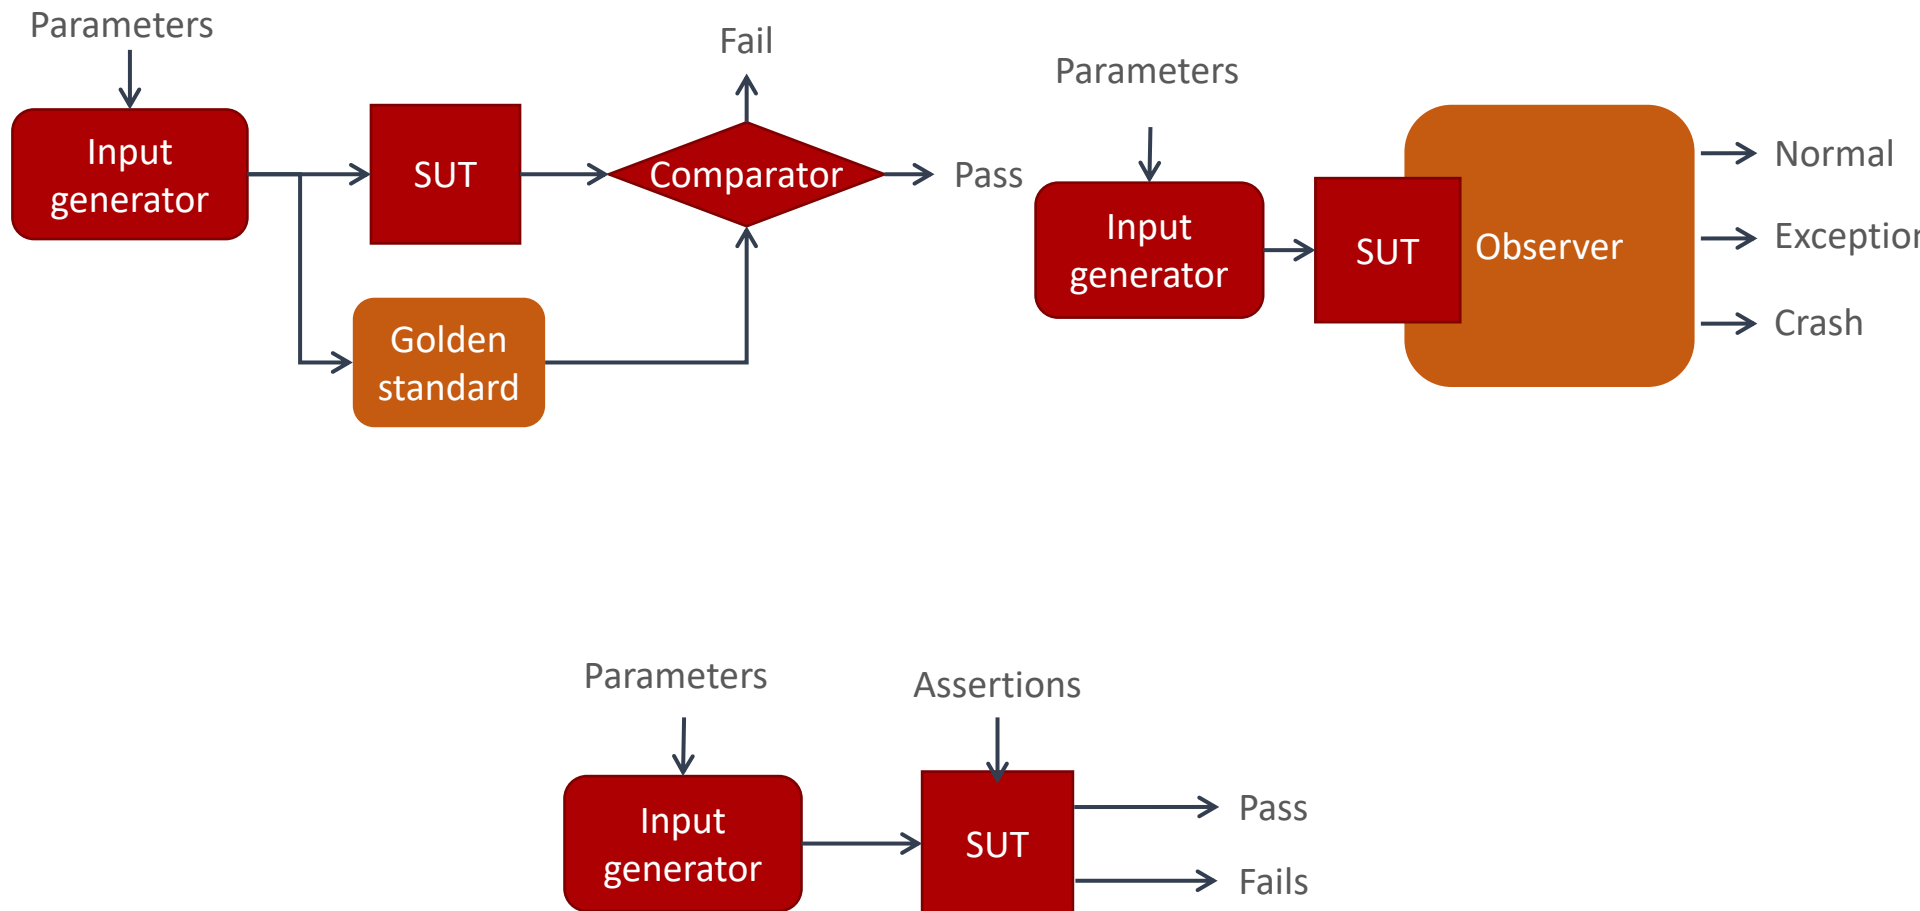 Parameters
Input
generator
SUT
Fail
Comparator
Pass
Golden
standard
Parameters
Input
generator
SUT
Observer
Normal
Exception
Crash
Parameters
Assertions
Input
generator
SUT
Pass
Fails